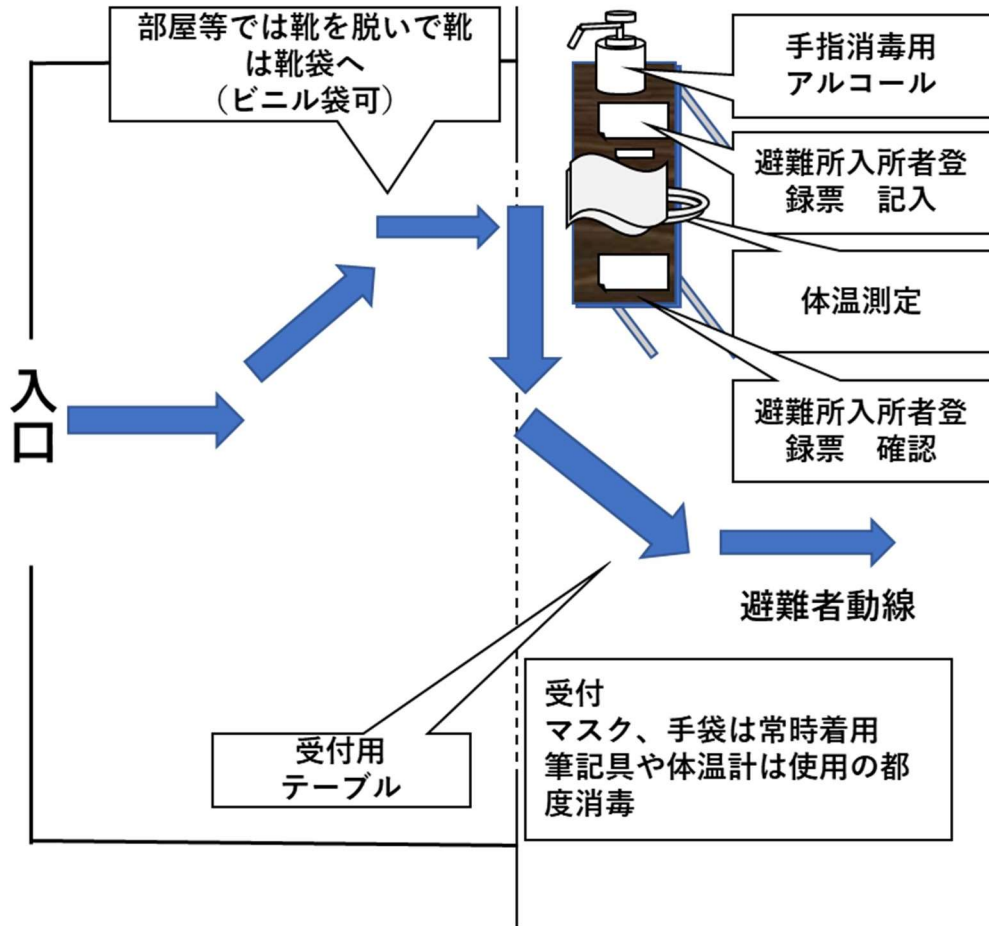 部屋等では靴を脱いで靴
は靴袋へ
（ビニル袋可）
手指消毒用
アルコール
避難所入所者登
録票　記入
体温測定
避難所入所者登
録票　確認
入
口
避難者動線
受付用
テーブル
受付
マスク、手袋は常時着用
筆記具や体温計は使用の都
度消毒